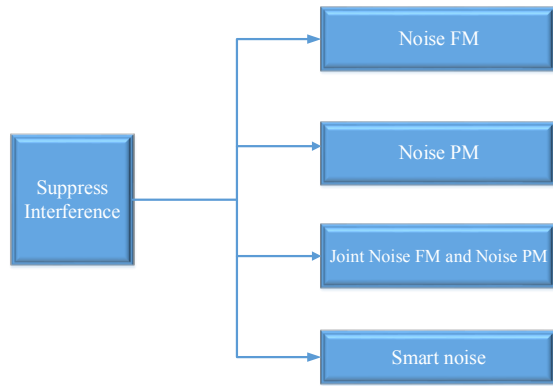 Noise FM
Noise PM
Suppress
Interference
Joint Noise FM and Noise PM
Smart noise